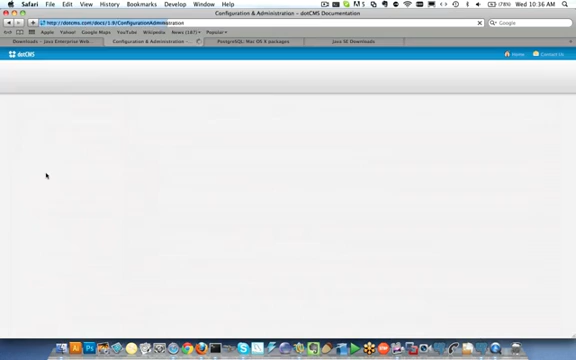 Safari File Edit View History Bookmarks Develop Window Help (78%) Wed 10:36 AM
Configuration & Administration – dotCMS Documentation
http://dotcms.com/docs/1.9/ConfigurationAdministration
Google
Apple Yahoo! Google Maps YouTube Wikipedia News (187) Popular
Downloads – Java Enterprise Web... Configuration & Administration – ... PostgreSQL: Mac OS X packages Java SE Downloads
dotCMS Home Contact Us